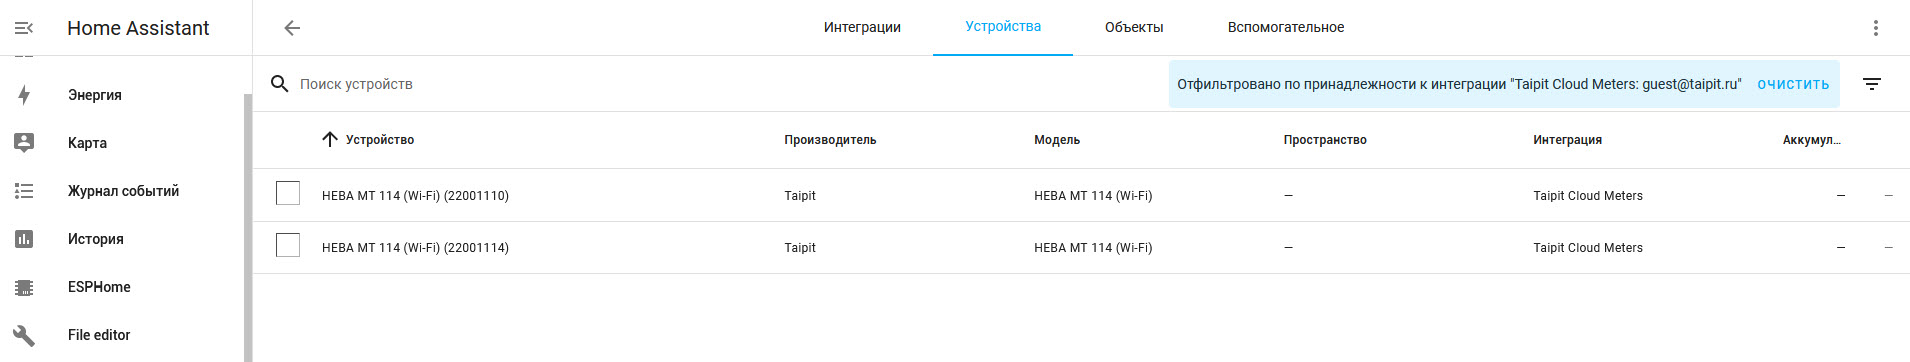 Home Assistant
Интеграции Устройства Объекты Вспомогательное
Поиск устройств
Отфильтровано по принадлежности к интеграции "Taipit Cloud Meters: guest@taipit.ru" ОЧИСТИТЬ
Энергия
Карта
Журнал событий
История
ESPHome
File editor
Устройство Производитель Модель Пространство Интеграция Аккумул...
НЕВА МТ 114 (Wi-Fi) (22001110) Taipit НЕВА МТ 114 (Wi-Fi) — Taipit Cloud Meters — —
НЕВА МТ 114 (Wi-Fi) (22001114) Taipit НЕВА МТ 114 (Wi-Fi) — Taipit Cloud Meters — —